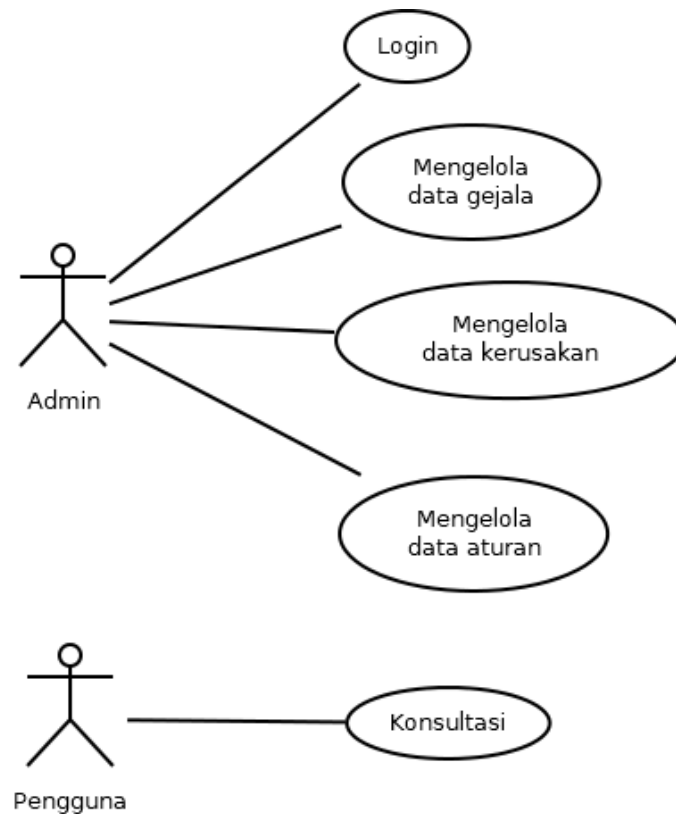 Login
Mengelola
data gejala
Mengelola
data kerusakan
Admin
Mengelola
data aturan
Konsultasi
Pengguna